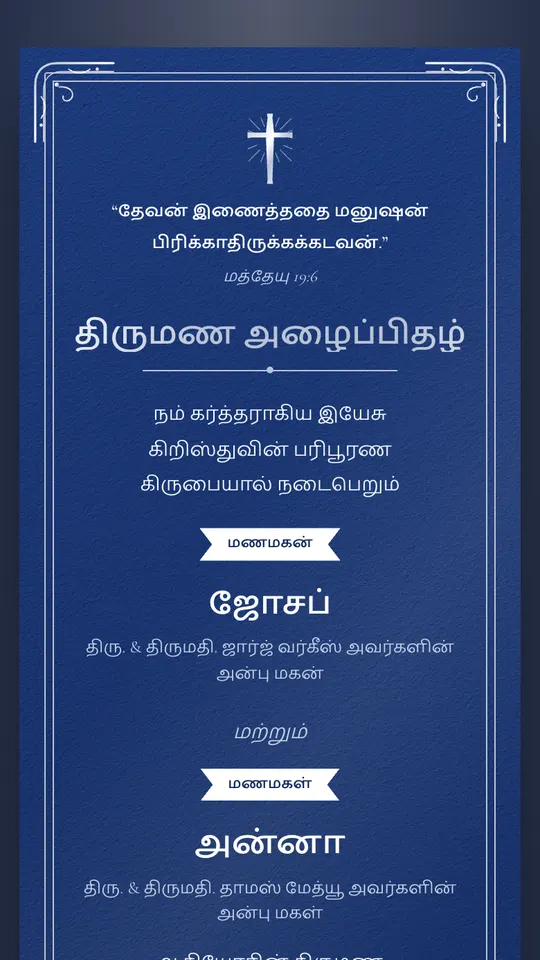 “தேவன் இணைத்ததை மனுஷன்
பிரிக்காதிருக்கக்கடவன்.”
மத்தேயு 19:6
திருமண அழைப்பிதழ்
நம் கர்த்தராகிய இயேசு
கிறிஸ்துவின் பரிபூரண
கிருபையால் நடைபெறும்
மணமகன்
ஜோசப்
திரு. & திருமதி. ஜார்ஜ் வர்கீஸ் அவர்களின்
அன்பு மகன்
மற்றும்
மணமகள்
அன்னா
திரு. & திருமதி. தாமஸ் மேத்யூ அவர்களின்
அன்பு மகள்